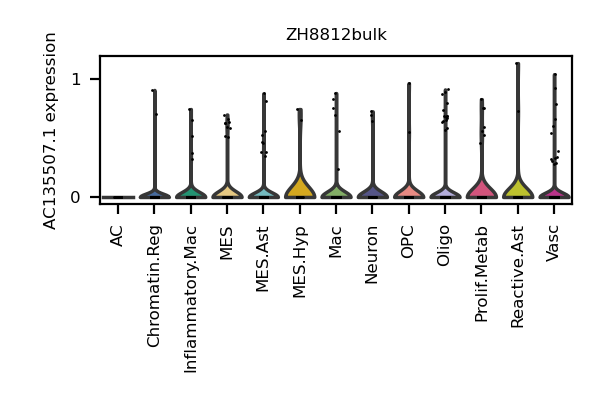 ZH8812bulk
AC135507.1 expression
1
0
AC
Chromatin.Reg
Inflammatory.Mac
MES
MES.Ast
MES.Hyp
Mac
Neuron
OPC
Oligo
Prolif.Metab
Reactive.Ast
Vasc